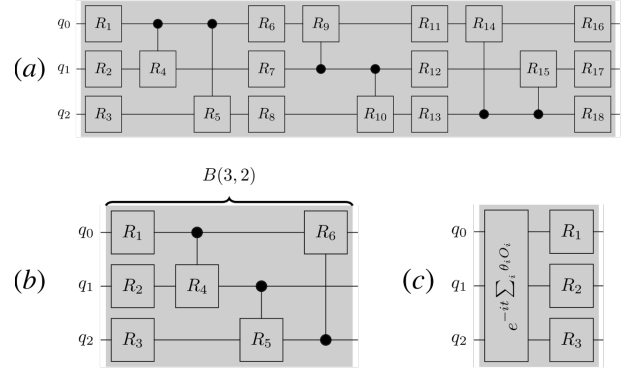 (a)
q₀ R₁ R₆ R₉ R₁₁ R₁₄ R₁₆
q₁ R₂ R₄ R₇ R₁₂ R₁₅ R₁₇
q₂ R₃ R₅ R₈ R₁₀ R₁₃ R₁₈
B(3, 2)
(b)
q₀ R₁ R₆
q₁ R₂ R₄
q₂ R₃ R₅
(c)
q₀ R₁
q₁ R₂
q₂ R₃
e^{-it ∑ᵢ θᵢOᵢ}